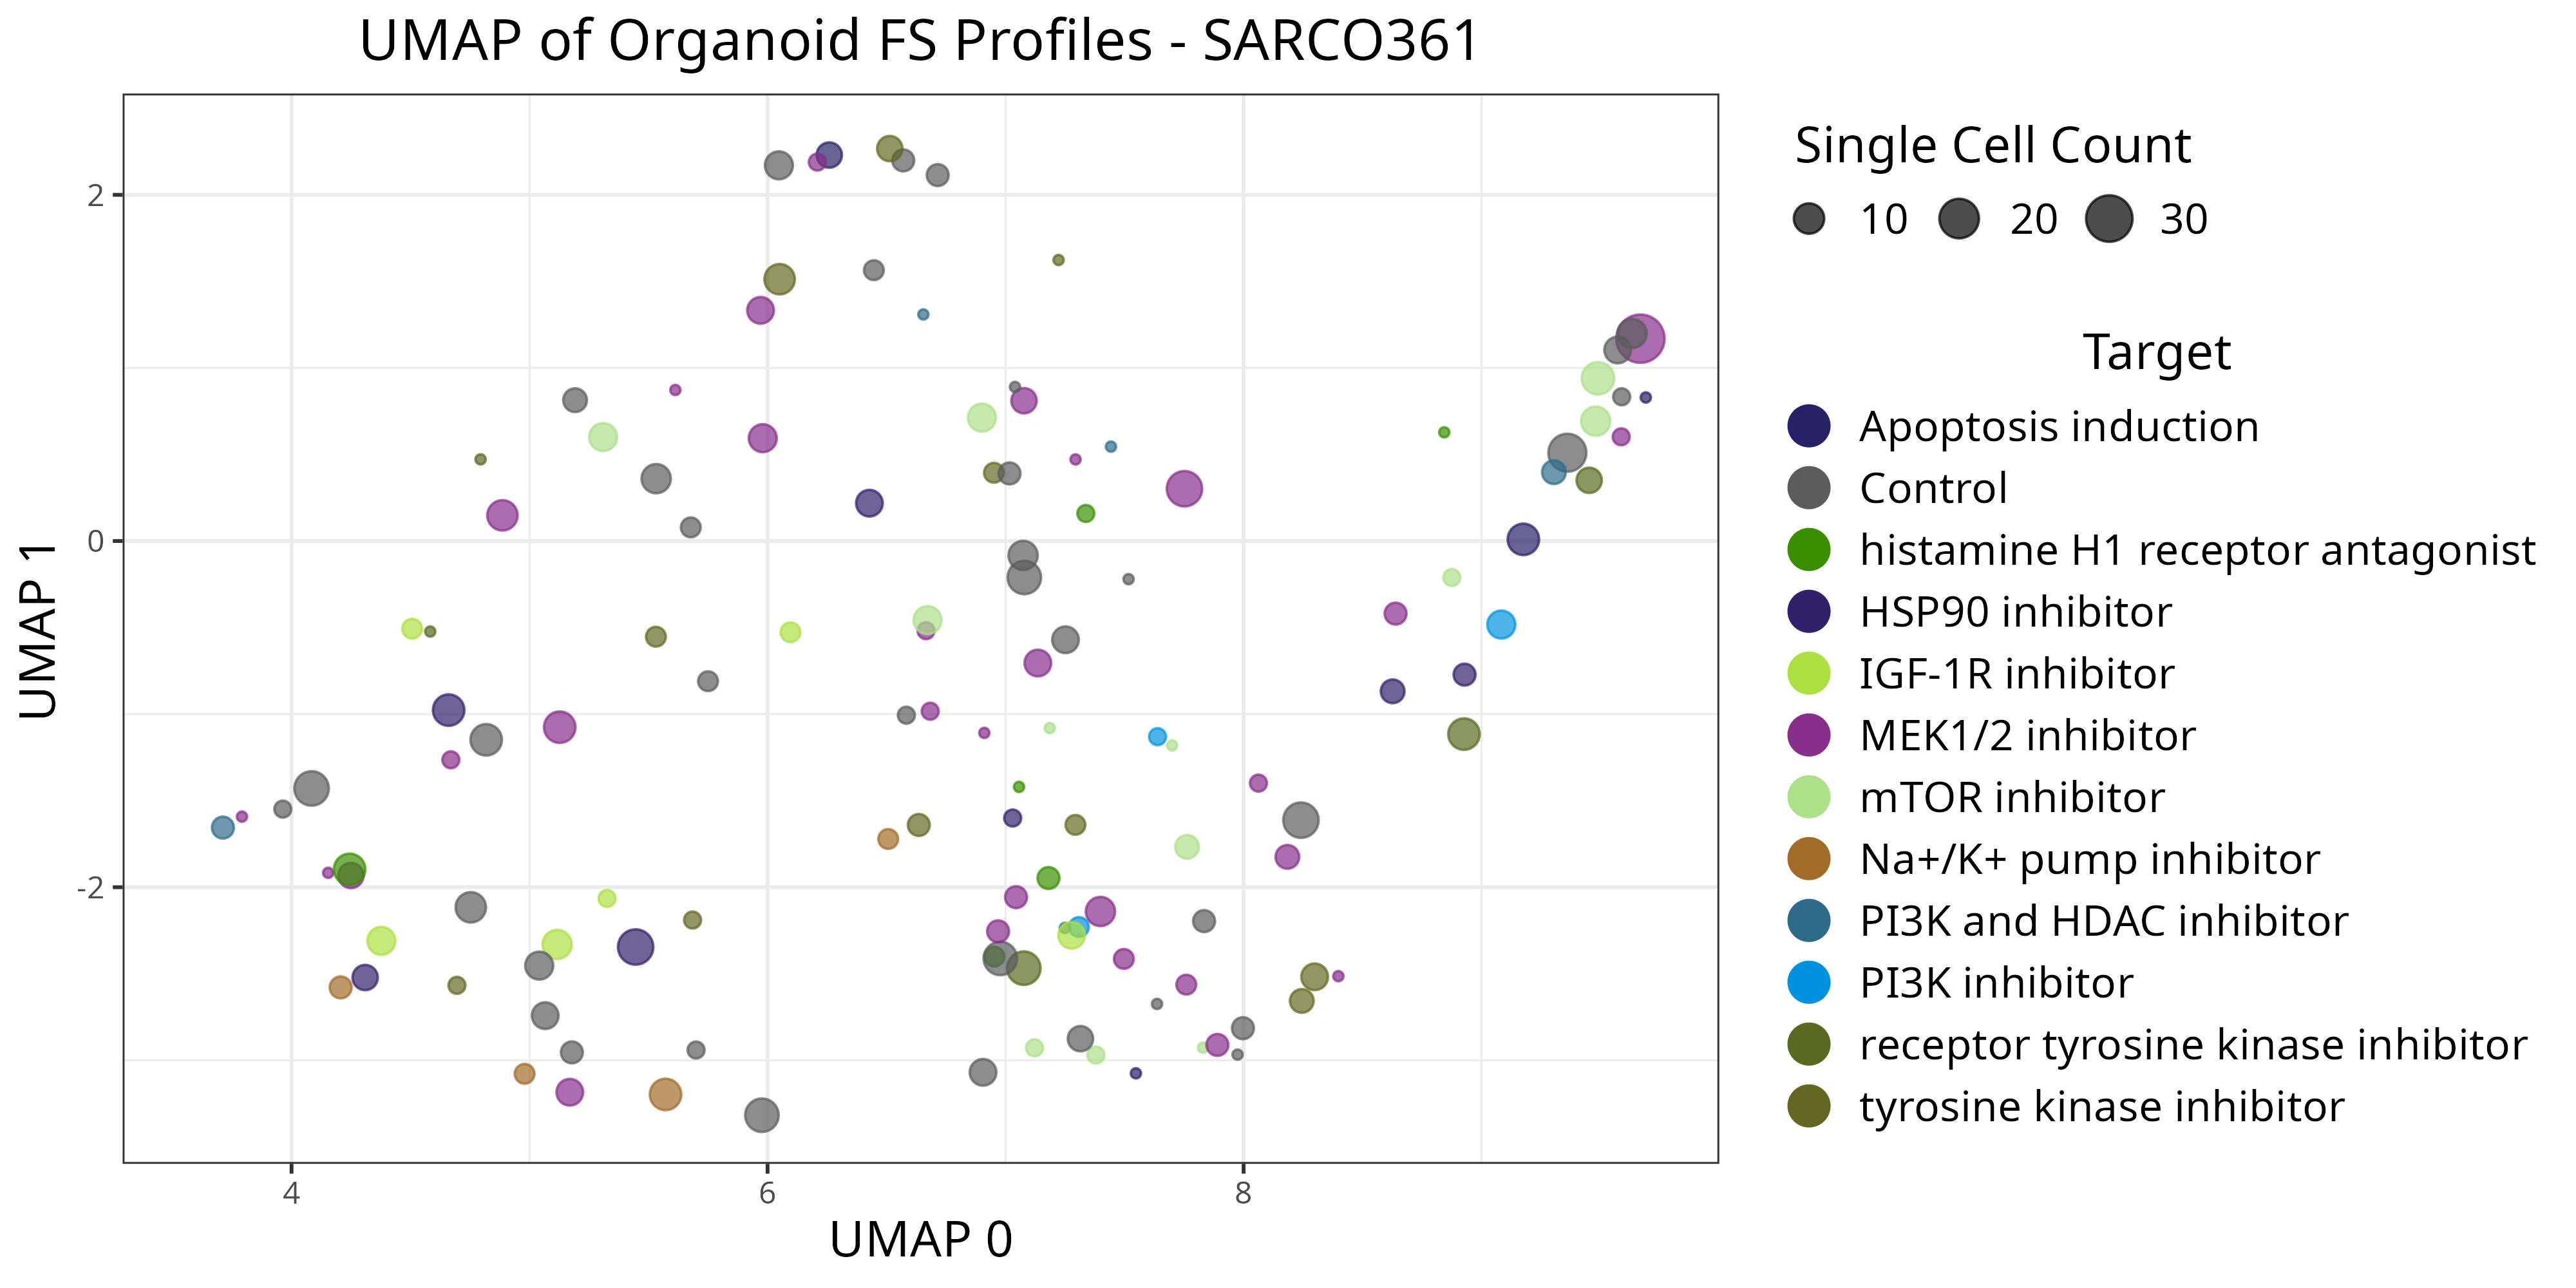 UMAP of Organoid FS Profiles - SARCO361
Single Cell Count
10 20 30
Target
Apoptosis induction
Control
histamine H1 receptor antagonist
HSP90 inhibitor
IGF-1R inhibitor
MEK1/2 inhibitor
mTOR inhibitor
Na+/K+ pump inhibitor
PI3K and HDAC inhibitor
PI3K inhibitor
receptor tyrosine kinase inhibitor
tyrosine kinase inhibitor
UMAP 1
2
0
-2
4 6 8
UMAP 0